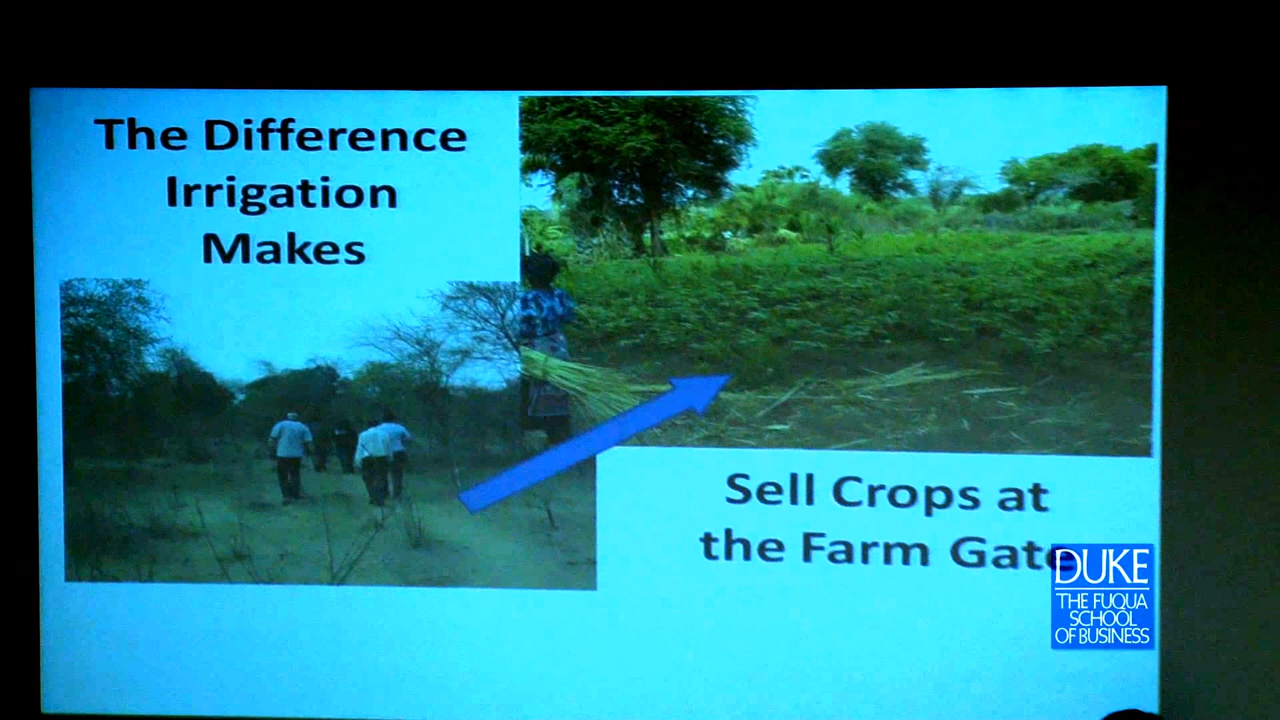 The Difference
Irrigation
Makes
Sell Crops at
the Farm Gate
DUKE
THE FUQUA
SCHOOL
OF BUSINESS